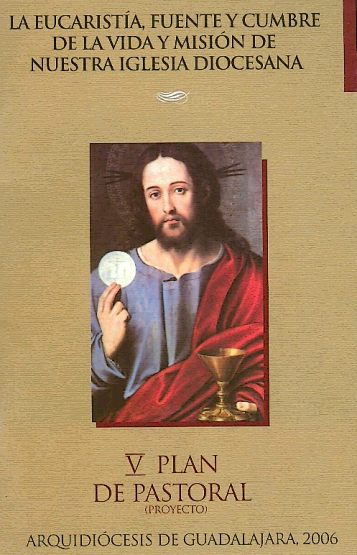 LA EUCARISTÍA, FUENTE Y CUMBRE
DE LA VIDA Y MISIÓN DE
NUESTRA IGLESIA DIOCESANA
V PLAN
DE PASTORAL
(PROYECTO)
ARQUIDIÓCESIS DE GUADALAJARA, 2006